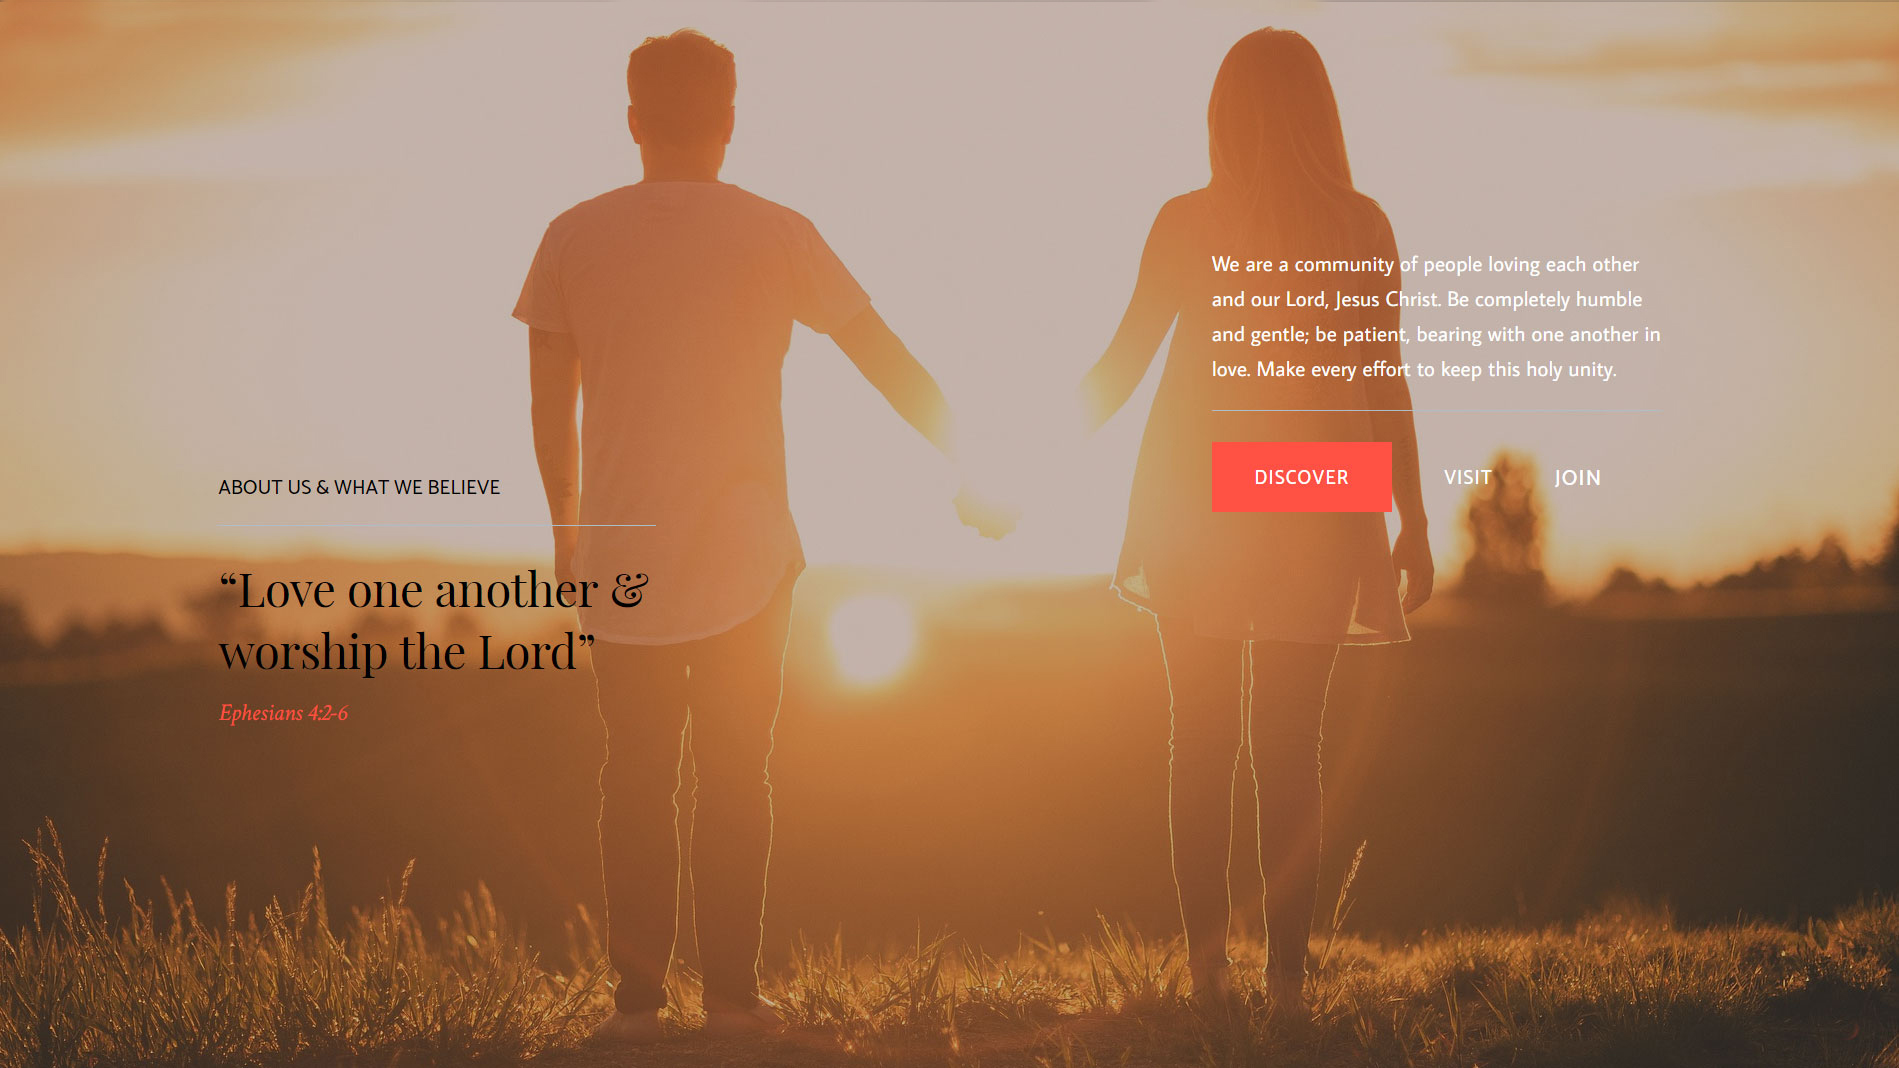 ABOUT US & WHAT WE BELIEVE
“Love one another &
worship the Lord”
Ephesians 4:2-6
We are a community of people loving each other
and our Lord, Jesus Christ. Be completely humble
and gentle; be patient, bearing with one another in
love. Make every effort to keep this holy unity.
DISCOVER VISIT JOIN